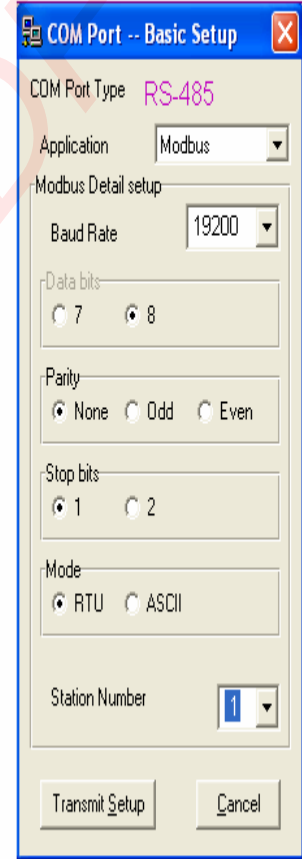 COM Port -- Basic Setup
COM Port Type RS-485
Application Modbus
Modbus Detail setup
Baud Rate 19200
Data bits
7 8
Parity
None Odd Even
Stop bits
1 2
Mode
RTU ASCII
Station Number 1
Transmit Setup Cancel